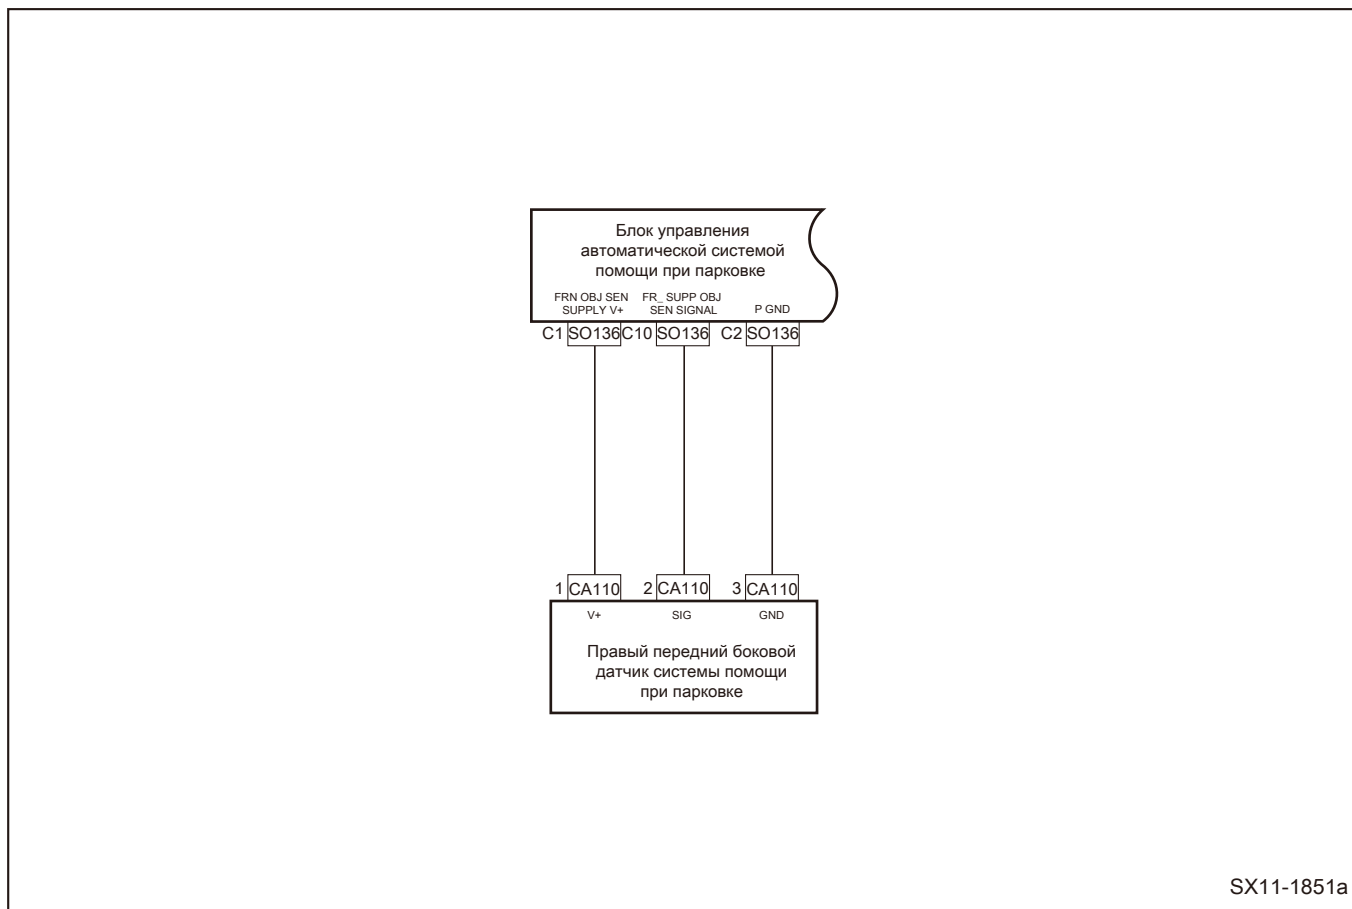 Блок управления
автоматической системой
помощи при парковке
FRN OBJ SEN
SUPPLY V+
FR_ SUPP OBJ
SEN SIGNAL
P GND
C1 SO136 C10 SO136 C2 SO136
1 CA110 2 CA110 3 CA110
V+ SIG GND
Правый передний боковой
датчик системы помощи
при парковке
SX11-1851a